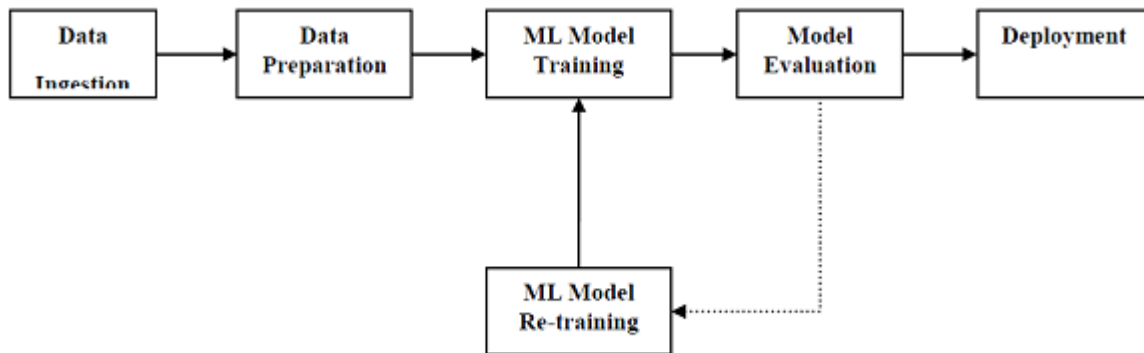 Data
Ingestion
Data
Preparation
ML Model
Training
Model
Evaluation
Deployment
ML Model
Re-training